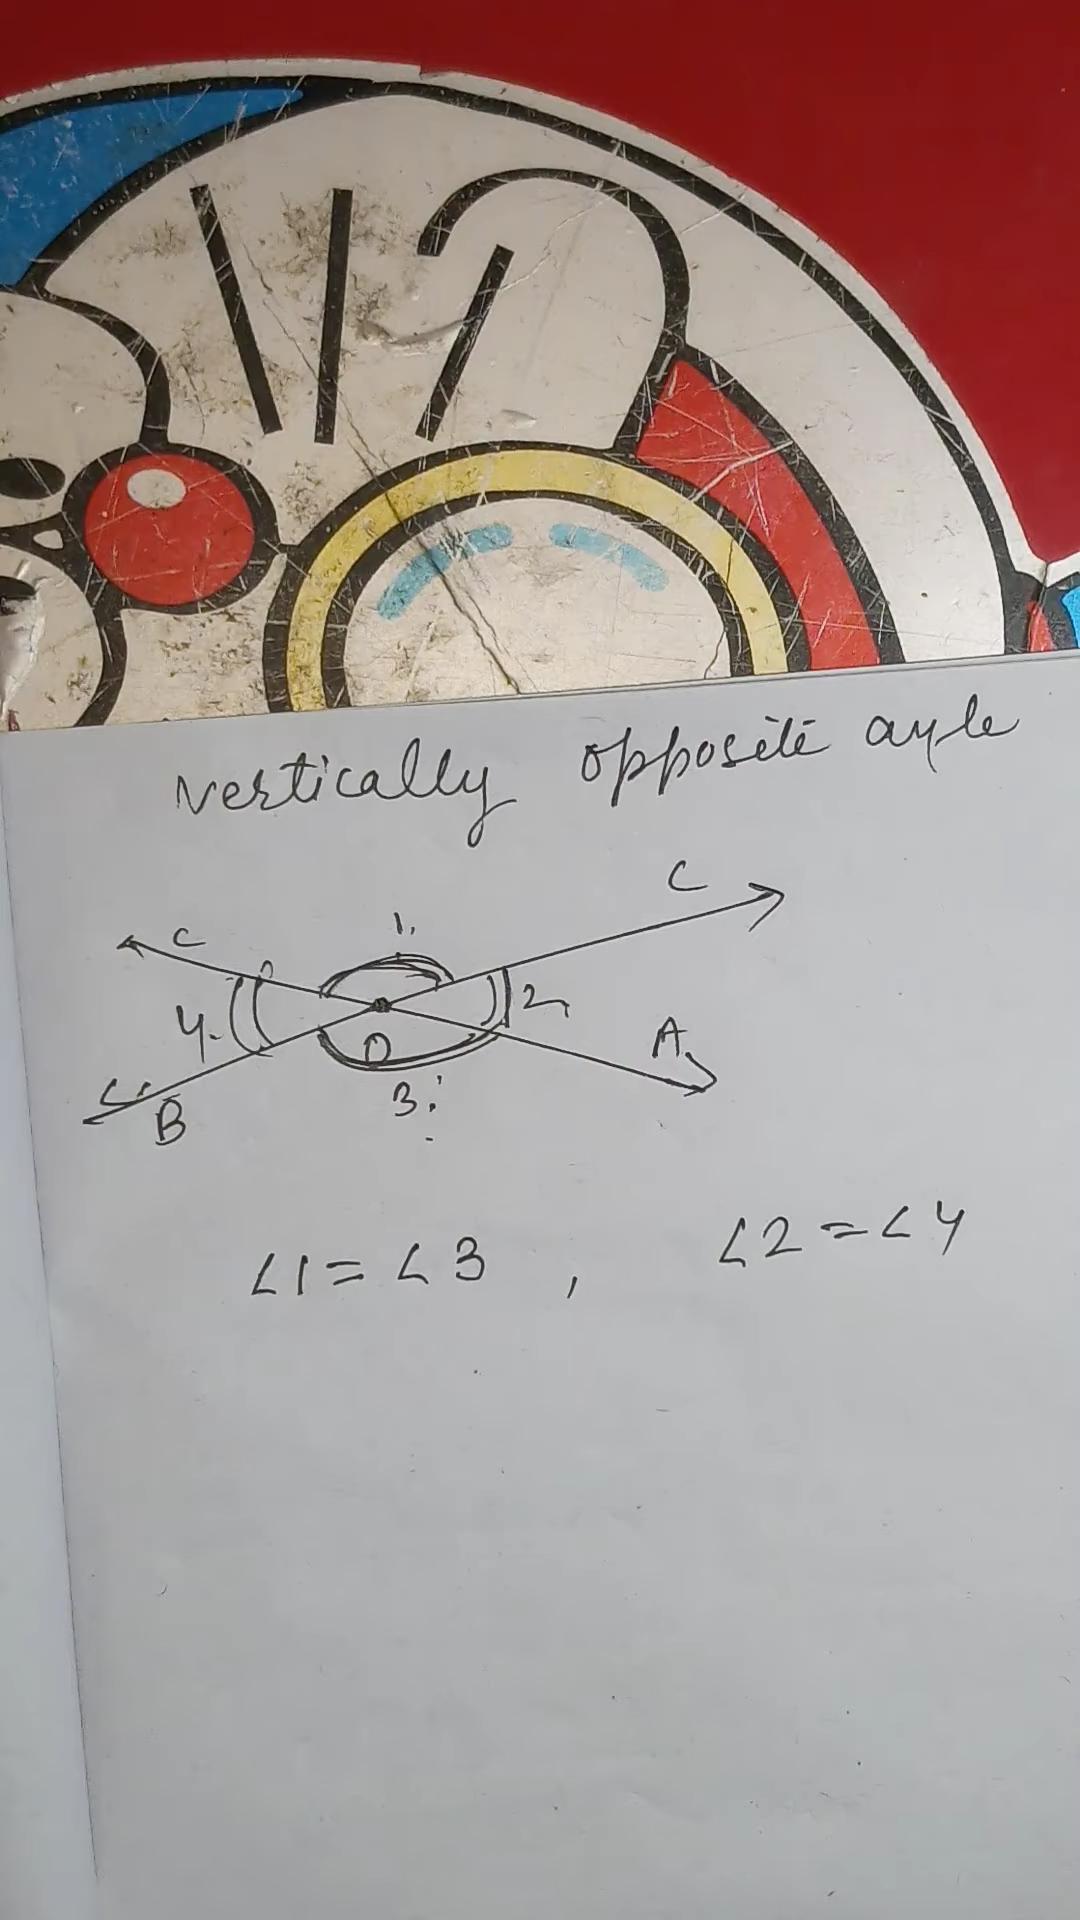 vertically opposite angle
C
C
1.
4.
2
A
O
B
3.
∠1 = ∠3 , ∠2 = ∠4